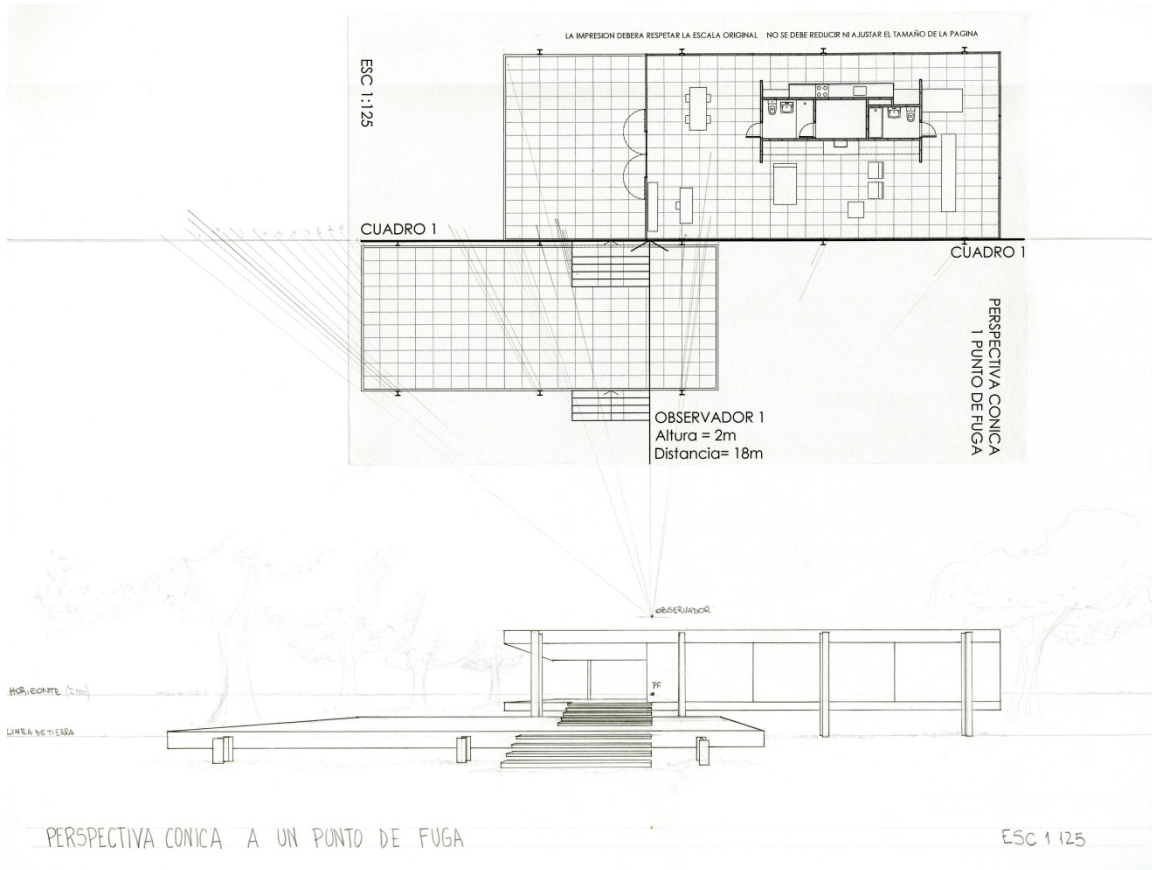 LA IMPRESION DEBERA RESPETAR LA ESCALA ORIGINAL NO SE DEBE REDUCIR NI AJUSTAR EL TAMAÑO DE LA PAGINA
ESC 1:125
CUADRO 1
CUADRO 1
PERSPECTIVA CONICA
1 PUNTO DE FUGA
OBSERVADOR 1
Altura = 2m
Distancia= 18m
OBSERVADOR
PF
HORIZONTE (2m)
LINEA DE TIERRA
PERSPECTIVA CONICA A UN PUNTO DE FUGA
ESC 1 125